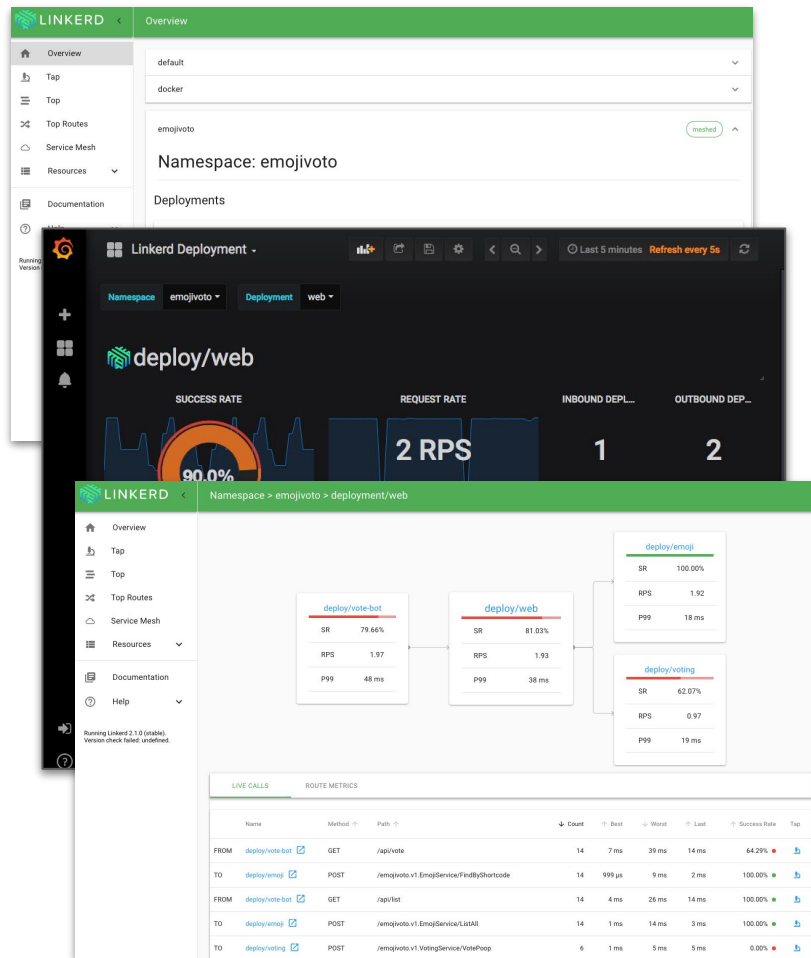 LINKERD < Overview
Overview
Tap
Top
Top Routes
Service Mesh
Resources
Documentation
Running
Version
default
docker
emojivoto meshed
Namespace: emojivoto
Deployments
Linkerd Deployment Last 5 minutes Refresh every 5s
Namespace emojivoto Deployment web
deploy/web
SUCCESS RATE REQUEST RATE INBOUND DEPL... OUTBOUND DEP...
90.0% 2 RPS 1 2
LINKERD < Namespace > emojivoto > deployment/web
Overview
Tap
Top
Top Routes
Service Mesh
Resources
Documentation
Help
Running Linkerd 2.1.0 (stable).
Version check failed: undefined.
deploy/vote-bot
SR 79.66%
RPS 1.97
P99 48 ms
deploy/web
SR 81.03%
RPS 1.93
P99 38 ms
deploy/emoji
SR 100.00%
RPS 1.92
P99 18 ms
deploy/voting
SR 62.07%
RPS 0.97
P99 19 ms
LIVE CALLS ROUTE METRICS
Name Method Path Count Best Worst Last Success Rate Tap
FROM deploy/vote-bot GET /api/vote 14 7 ms 39 ms 14 ms 64.29%
TO deploy/emoji POST /emojivoto.v1.EmojiService/FindByShortcode 14 999 µs 9 ms 2 ms 100.00%
FROM deploy/vote-bot GET /api/list 14 4 ms 26 ms 14 ms 100.00%
TO deploy/emoji POST /emojivoto.v1.EmojiService/ListAll 14 1 ms 14 ms 3 ms 100.00%
TO deploy/voting POST /emojivoto.v1.VotingService/VotePoop 6 1 ms 5 ms 5 ms 0.00%